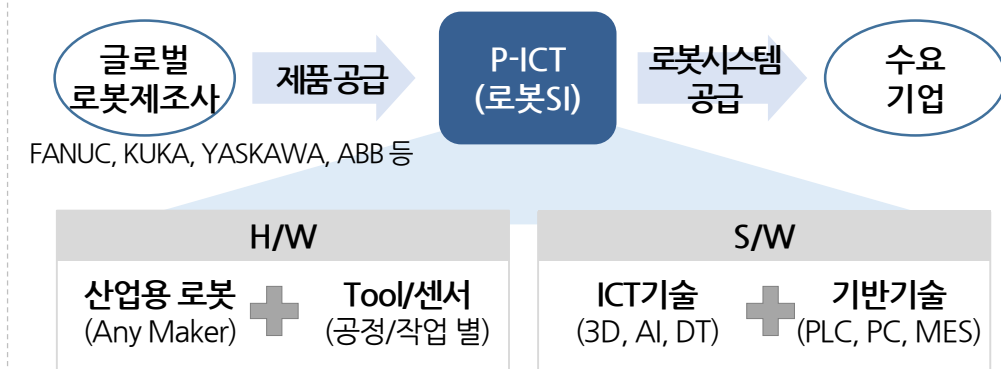 글로벌
로봇제조사
제품 공급
P-ICT
(로봇SI)
로봇시스템
공급
수요
기업
FANUC, KUKA, YASKAWA, ABB 등
H/W
산업용 로봇
(Any Maker)
Tool/센서
(공정/작업 별)
S/W
ICT기술
(3D, AI, DT)
기반기술
(PLC, PC, MES)